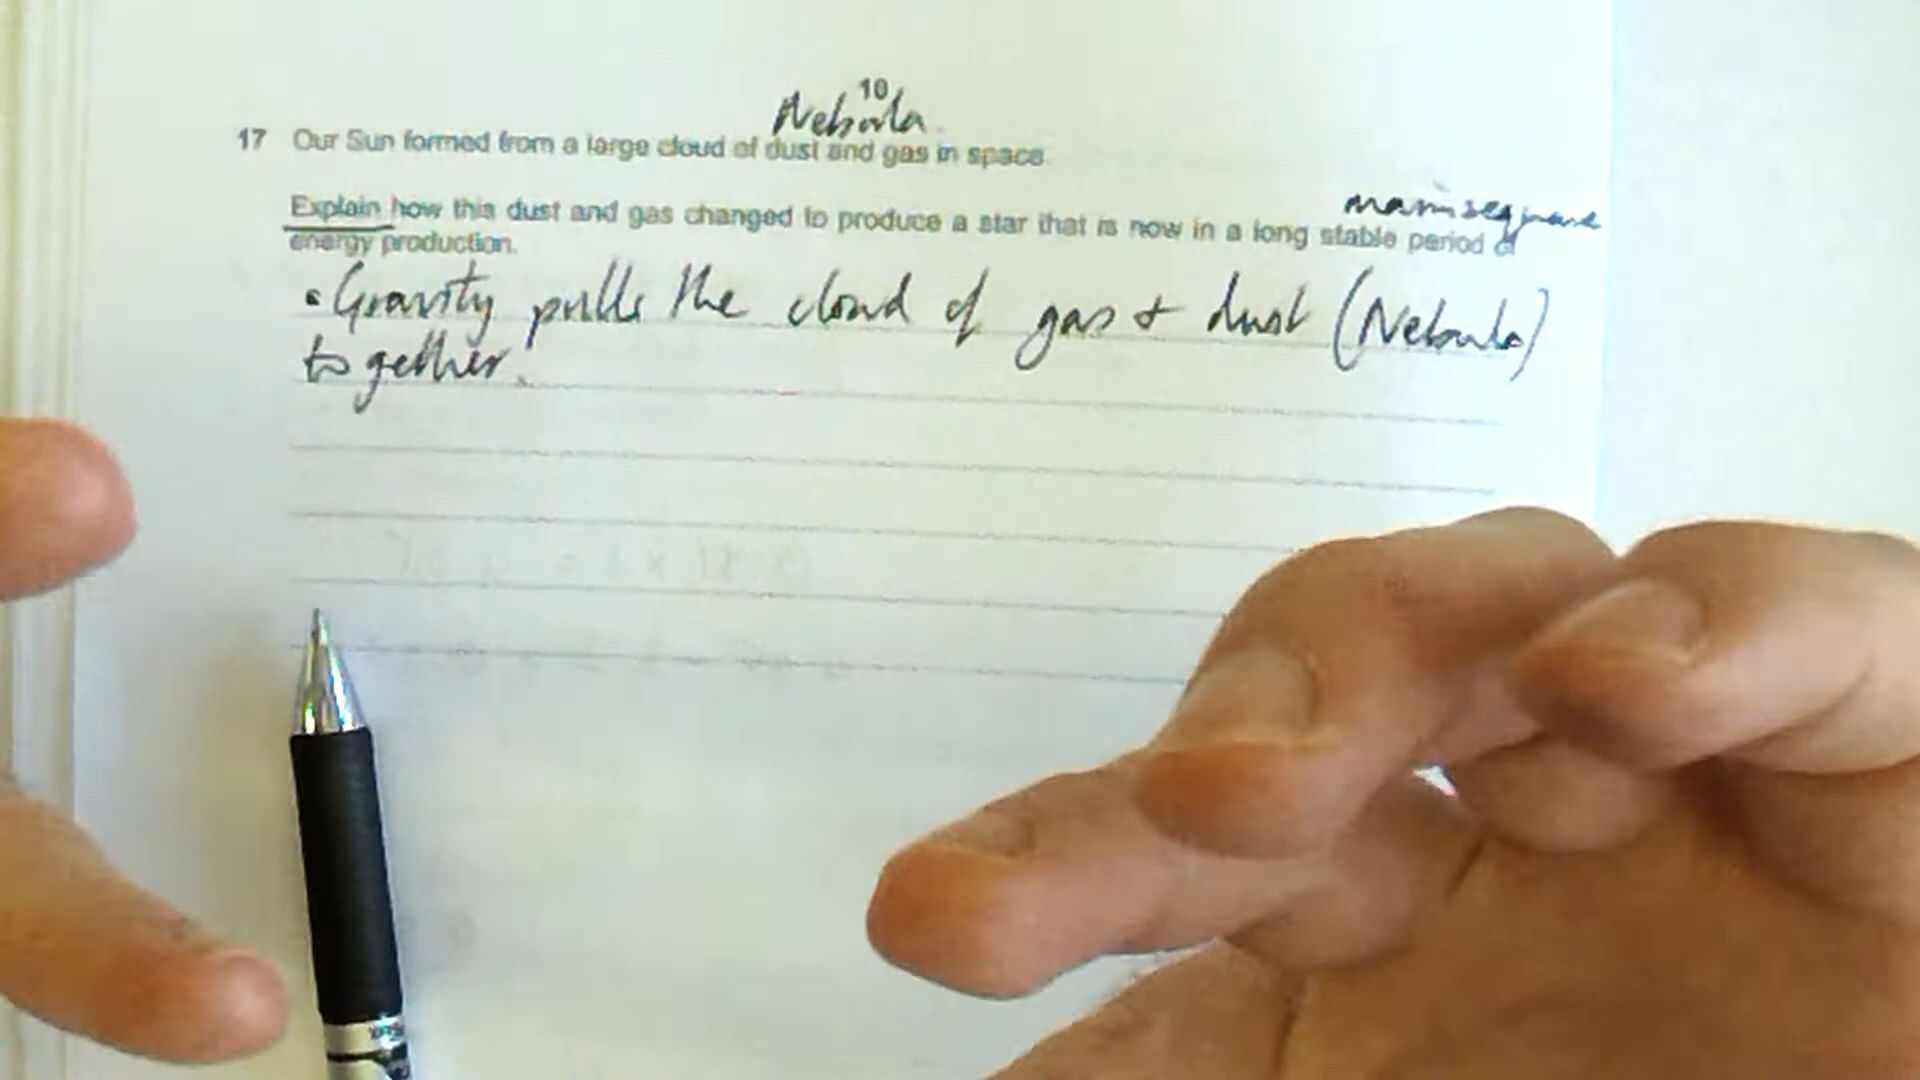 10
Nebula
17 Our Sun formed from a large cloud of dust and gas in space.
main sequence
Explain how this dust and gas changed to produce a star that is now in a long stable period of
energy production.
• Gravity pulls the cloud of gas + dust (Nebula)
together.